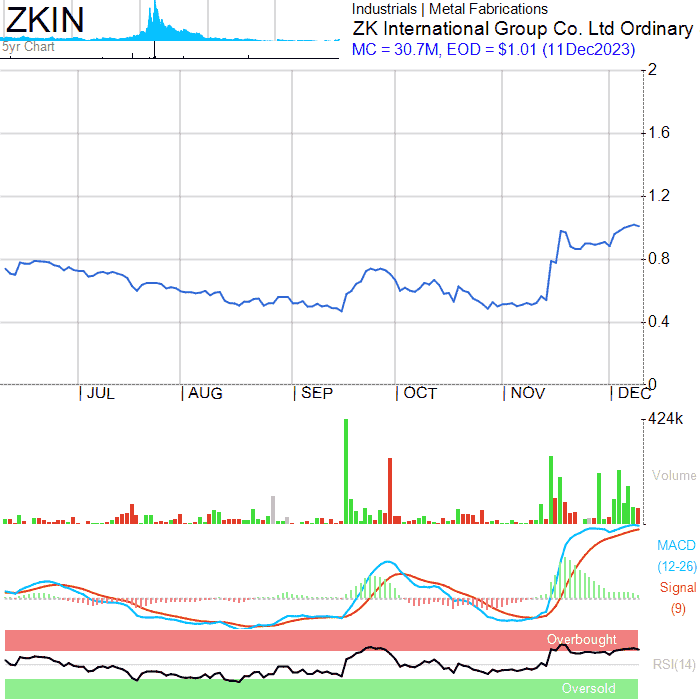 ZKIN
5yr Chart
Industrials | Metal Fabrications
ZK International Group Co. Ltd Ordinary
MC = 30.7M, EOD = $1.01 (11Dec2023)
2
1.6
1.2
0.8
0.4
0
| JUL | AUG | SEP | OCT | NOV | DEC
424k
Volume
MACD
(12-26)
Signal
(9)
Overbought
RSI(14)
Oversold